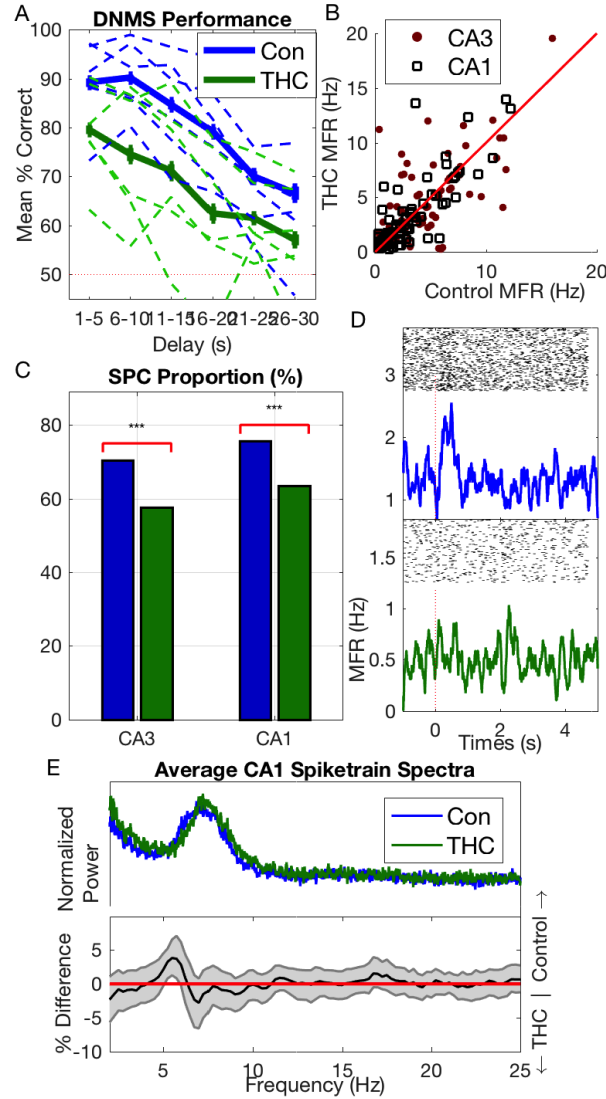 A
DNMS Performance
Con
THC
Mean % Correct
100
90
80
70
60
50
1-5 6-10 11-15 16-20 21-25 26-30
Delay (s)
B
CA3
CA1
THC MFR (Hz)
20
15
10
5
0
0 10 20
Control MFR (Hz)
C
SPC Proportion (%)
80
60
40
20
0
***
***
CA3 CA1
D
3
2
1
1.5
1
0.5
0
MFR (Hz)
0 2 4
Times (s)
E
Average CA1 Spiketrain Spectra
Con
THC
Normalized
Power
% Difference
5
0
-5
-10
5 10 15 20 25
Frequency (Hz)
← THC | Control →